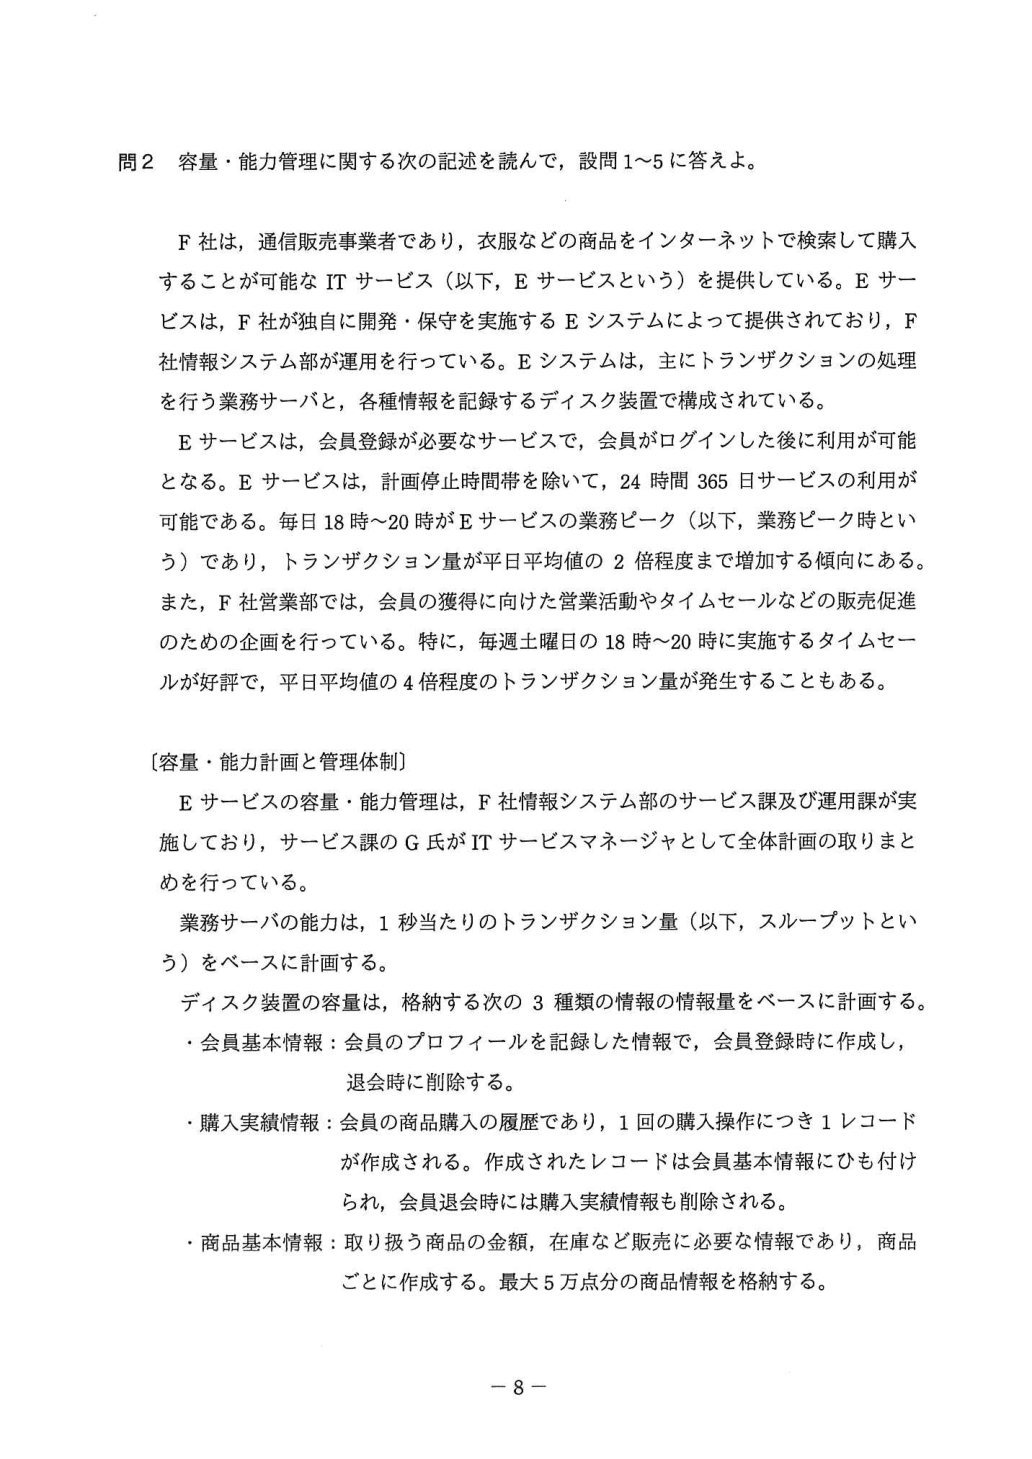 問2 容量・能力管理に関する次の記述を読んで，設問1～5に答えよ。
F社は，通信販売事業者であり，衣服などの商品をインターネットで検索して購入
することが可能なITサービス（以下，Eサービスという）を提供している。Eサー
ビスは，F社が独自に開発・保守を実施するEシステムによって提供されており，F
社情報システム部が運用を行っている。Eシステムは，主にトランザクションの処理
を行う業務サーバと，各種情報を記録するディスク装置で構成されている。
Eサービスは，会員登録が必要なサービスで，会員がログインした後に利用が可能
となる。Eサービスは，計画停止時間帯を除いて，24時間365日サービスの利用が
可能である。毎日18時～20時がEサービスの業務ピーク（以下，業務ピーク時とい
う）であり，トランザクション量が平日平均値の2倍程度まで増加する傾向にある。
また，F社営業部では，会員の獲得に向けた営業活動やタイムセールなどの販売促進
のための企画を行っている。特に，毎週土曜日の18時～20時に実施するタイムセー
ルが好評で，平日平均値の4倍程度のトランザクション量が発生することもある。
〔容量・能力計画と管理体制〕
Eサービスの容量・能力管理は，F社情報システム部のサービス課及び運用課が実
施しており，サービス課のG氏がITサービスマネージャとして全体計画の取りまと
めを行っている。
業務サーバの能力は，1秒当たりのトランザクション量（以下，スループットとい
う）をベースに計画する。
ディスク装置の容量は，格納する次の3種類の情報の情報量をベースに計画する。
・会員基本情報：会員のプロフィールを記録した情報で，会員登録時に作成し，
退会時に削除する。
・購入実績情報：会員の商品購入の履歴であり，1回の購入操作につき1レコード
が作成される。作成されたレコードは会員基本情報にひも付け
られ，会員退会時には購入実績情報も削除される。
・商品基本情報：取り扱う商品の金額，在庫など販売に必要な情報であり，商品
ごとに作成する。最大5万点分の商品情報を格納する。
－8－